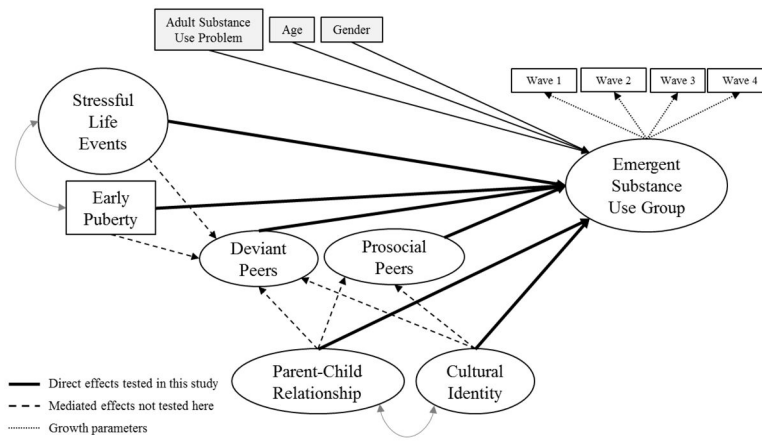 Adult Substance
Use Problem
Age
Gender
Wave 1
Wave 2
Wave 3
Wave 4
Stressful
Life
Events
Emergent
Substance
Use Group
Early
Puberty
Deviant
Peers
Prosocial
Peers
Parent-Child
Relationship
Cultural
Identity
Direct effects tested in this study
Mediated effects not tested here
Growth parameters